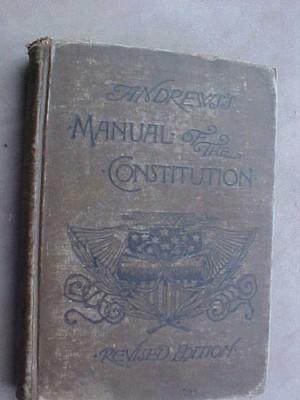 ANDREWS'S
MANUAL OF THE
CONSTITUTION
REVISED EDITION